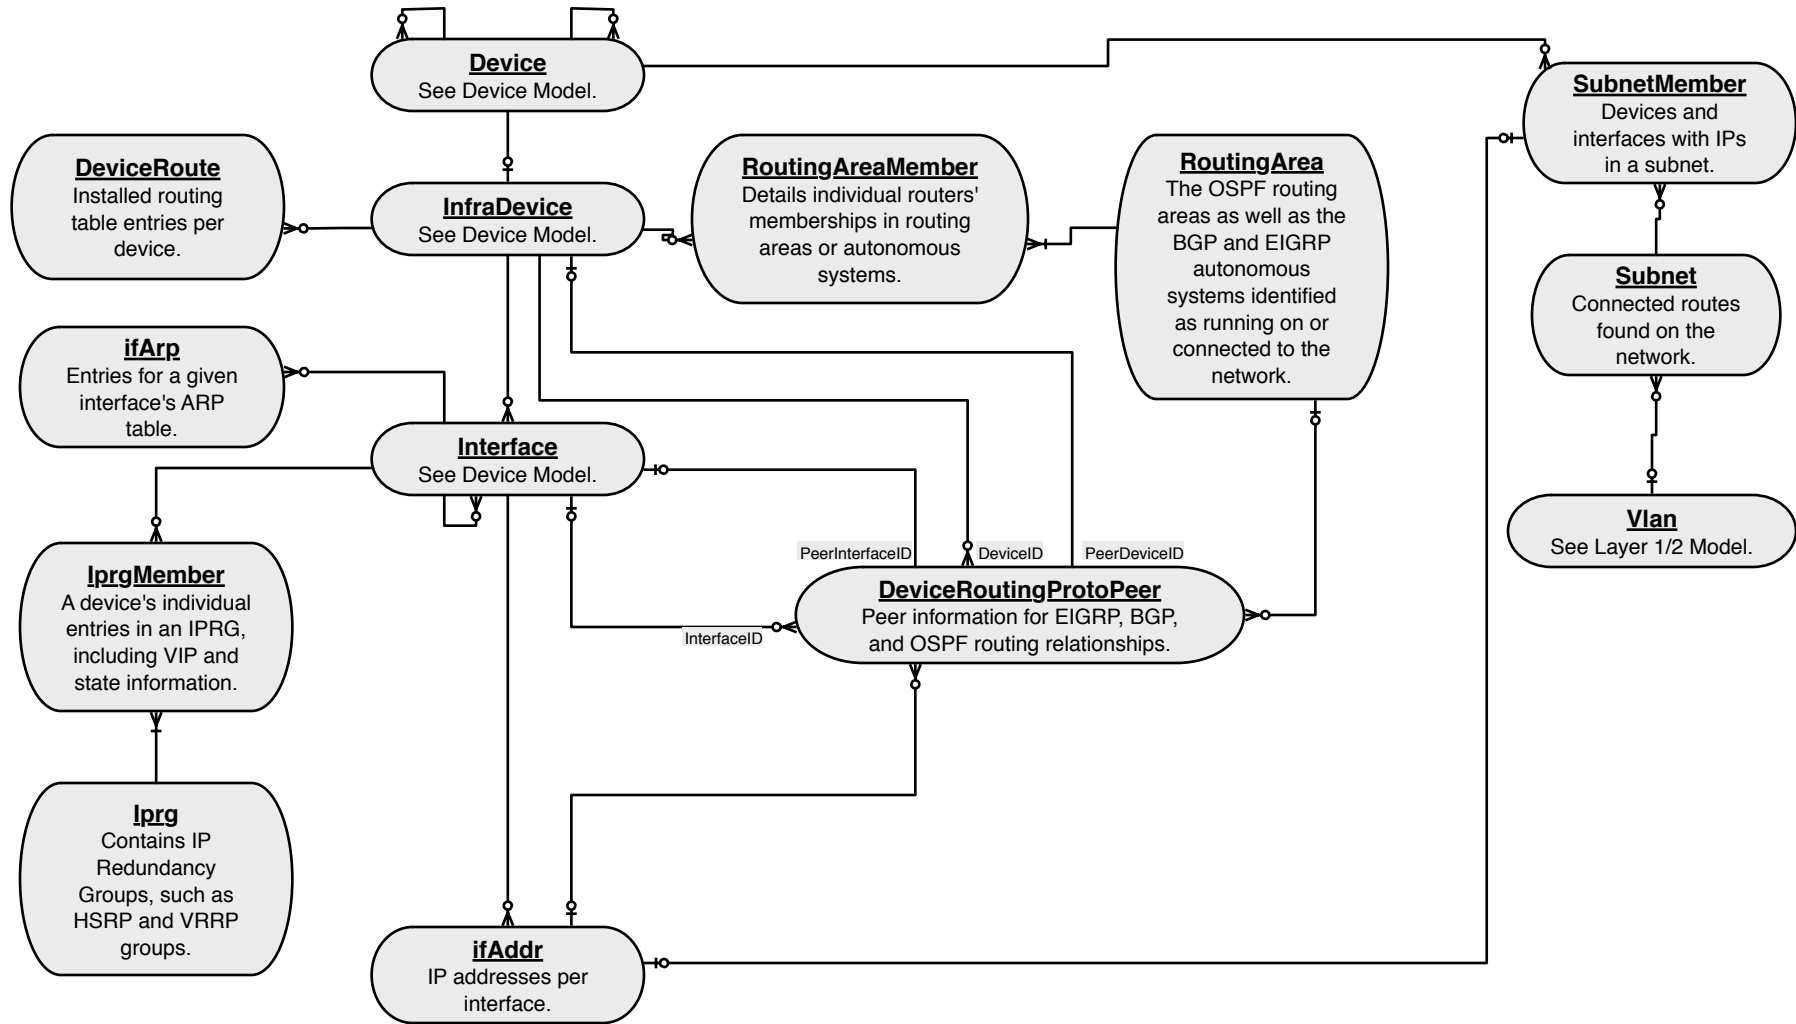 Device
See Device Model.
SubnetMember
Devices and
interfaces with IPs
in a subnet.
DeviceRoute
Installed routing
table entries per
device.
InfraDevice
See Device Model.
RoutingAreaMember
Details individual routers'
memberships in routing
areas or autonomous
systems.
RoutingArea
The OSPF routing
areas as well as the
BGP and EIGRP
autonomous
systems identified
as running on or
connected to the
network.
Subnet
Connected routes
found on the
network.
ifArp
Entries for a given
interface's ARP
table.
Interface
See Device Model.
Vlan
See Layer 1/2 Model.
PeerInterfaceID
DeviceID
PeerDeviceID
IprgMember
A device's individual
entries in an IPRG,
including VIP and
state information.
DeviceRoutingProtoPeer
Peer information for EIGRP, BGP,
and OSPF routing relationships.
InterfaceID
Iprg
Contains IP
Redundancy
Groups, such as
HSRP and VRRP
groups.
ifAddr
IP addresses per
interface.